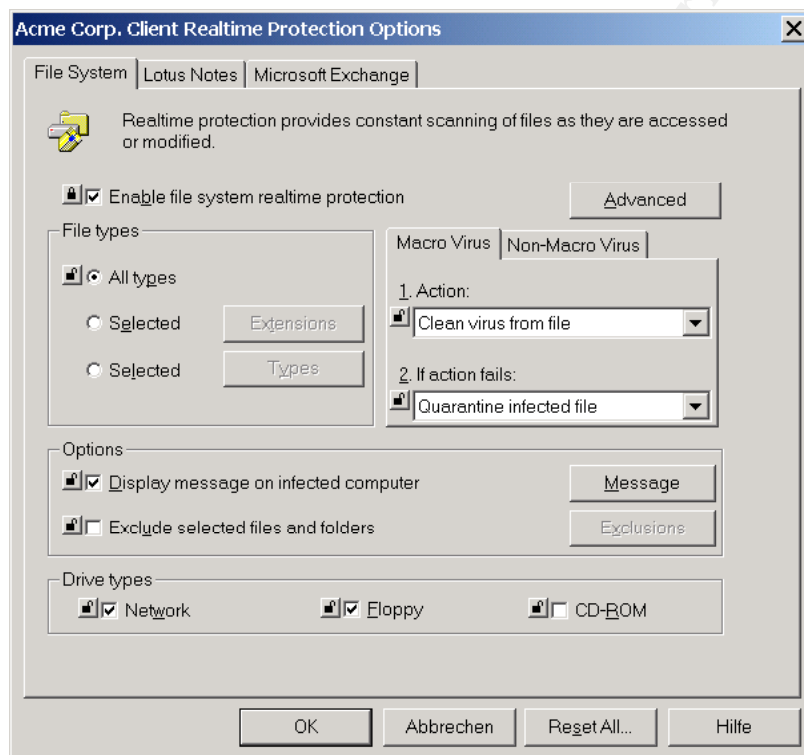 Acme Corp. Client Realtime Protection Options
File System
Lotus Notes
Microsoft Exchange
Realtime protection provides constant scanning of files as they are accessed
or modified.
Enable file system realtime protection
Advanced
File types
All types
Selected
Extensions
Selected
Types
Macro Virus
Non-Macro Virus
1. Action:
Clean virus from file
2. If action fails:
Quarantine infected file
Options
Display message on infected computer
Message
Exclude selected files and folders
Exclusions
Drive types
Network
Floppy
CD-ROM
OK
Abbrechen
Reset All...
Hilfe